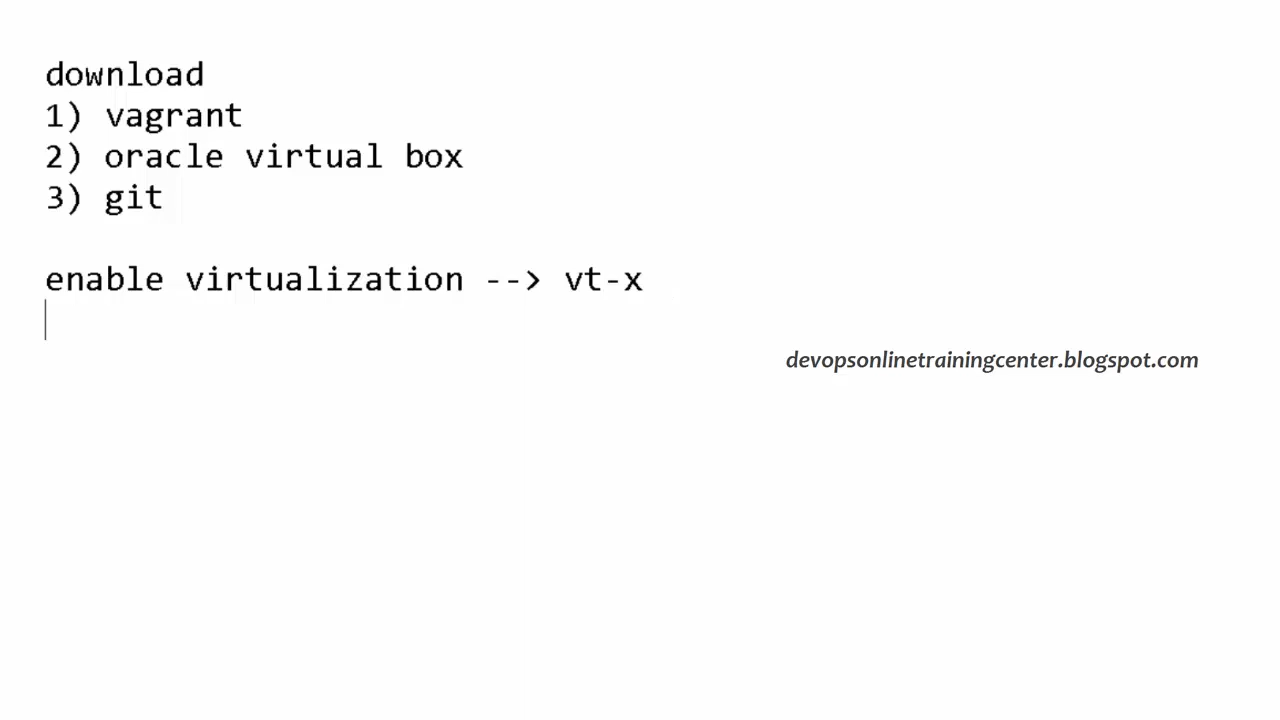 download
1) vagrant
2) oracle virtual box
3) git
enable virtualization --> vt-x
devopsonlinetrainingcenter.blogspot.com